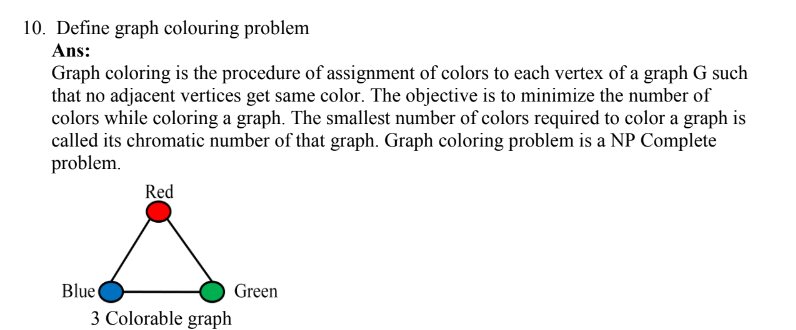 10. Define graph colouring problem
Ans:
Graph coloring is the procedure of assignment of colors to each vertex of a graph G such
that no adjacent vertices get same color. The objective is to minimize the number of
colors while coloring a graph. The smallest number of colors required to color a graph is
called its chromatic number of that graph. Graph coloring problem is a NP Complete
problem.
Red
Blue Green
3 Colorable graph